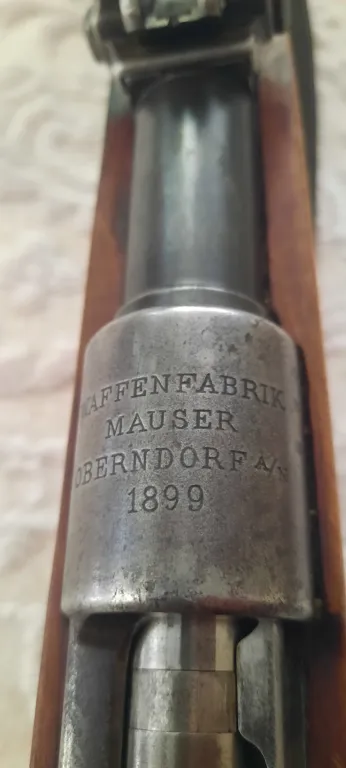 WAFFENFABRIK
MAUSER
OBERNDORF A/N
1899